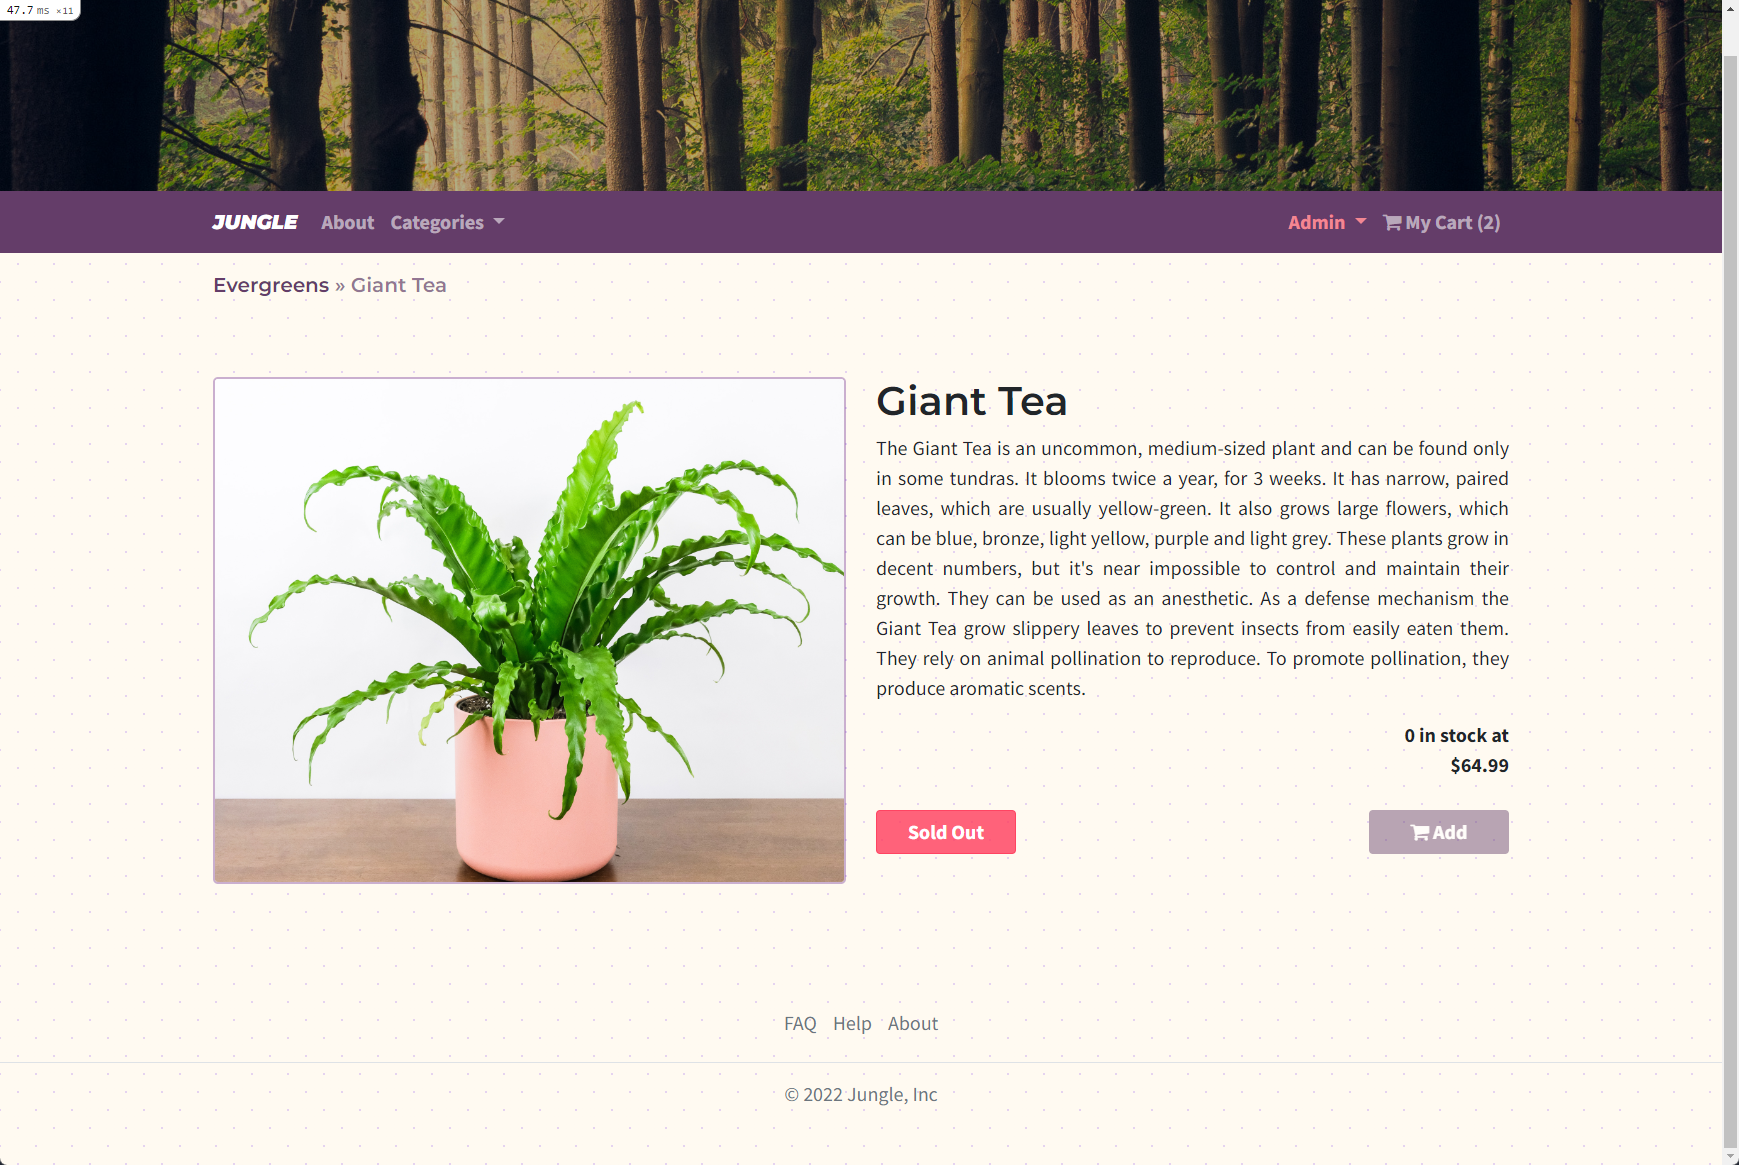 47.7 ms ×11
JUNGLE About Categories Admin My Cart (2)
Evergreens » Giant Tea
Giant Tea
The Giant Tea is an uncommon, medium-sized plant and can be found only
in some tundras. It blooms twice a year, for 3 weeks. It has narrow, paired
leaves, which are usually yellow-green. It also grows large flowers, which
can be blue, bronze, light yellow, purple and light grey. These plants grow in
decent numbers, but it's near impossible to control and maintain their
growth. They can be used as an anesthetic. As a defense mechanism the
Giant Tea grow slippery leaves to prevent insects from easily eaten them.
They rely on animal pollination to reproduce. To promote pollination, they
produce aromatic scents.
0 in stock at
$64.99
Sold Out Add
FAQ Help About
© 2022 Jungle, Inc